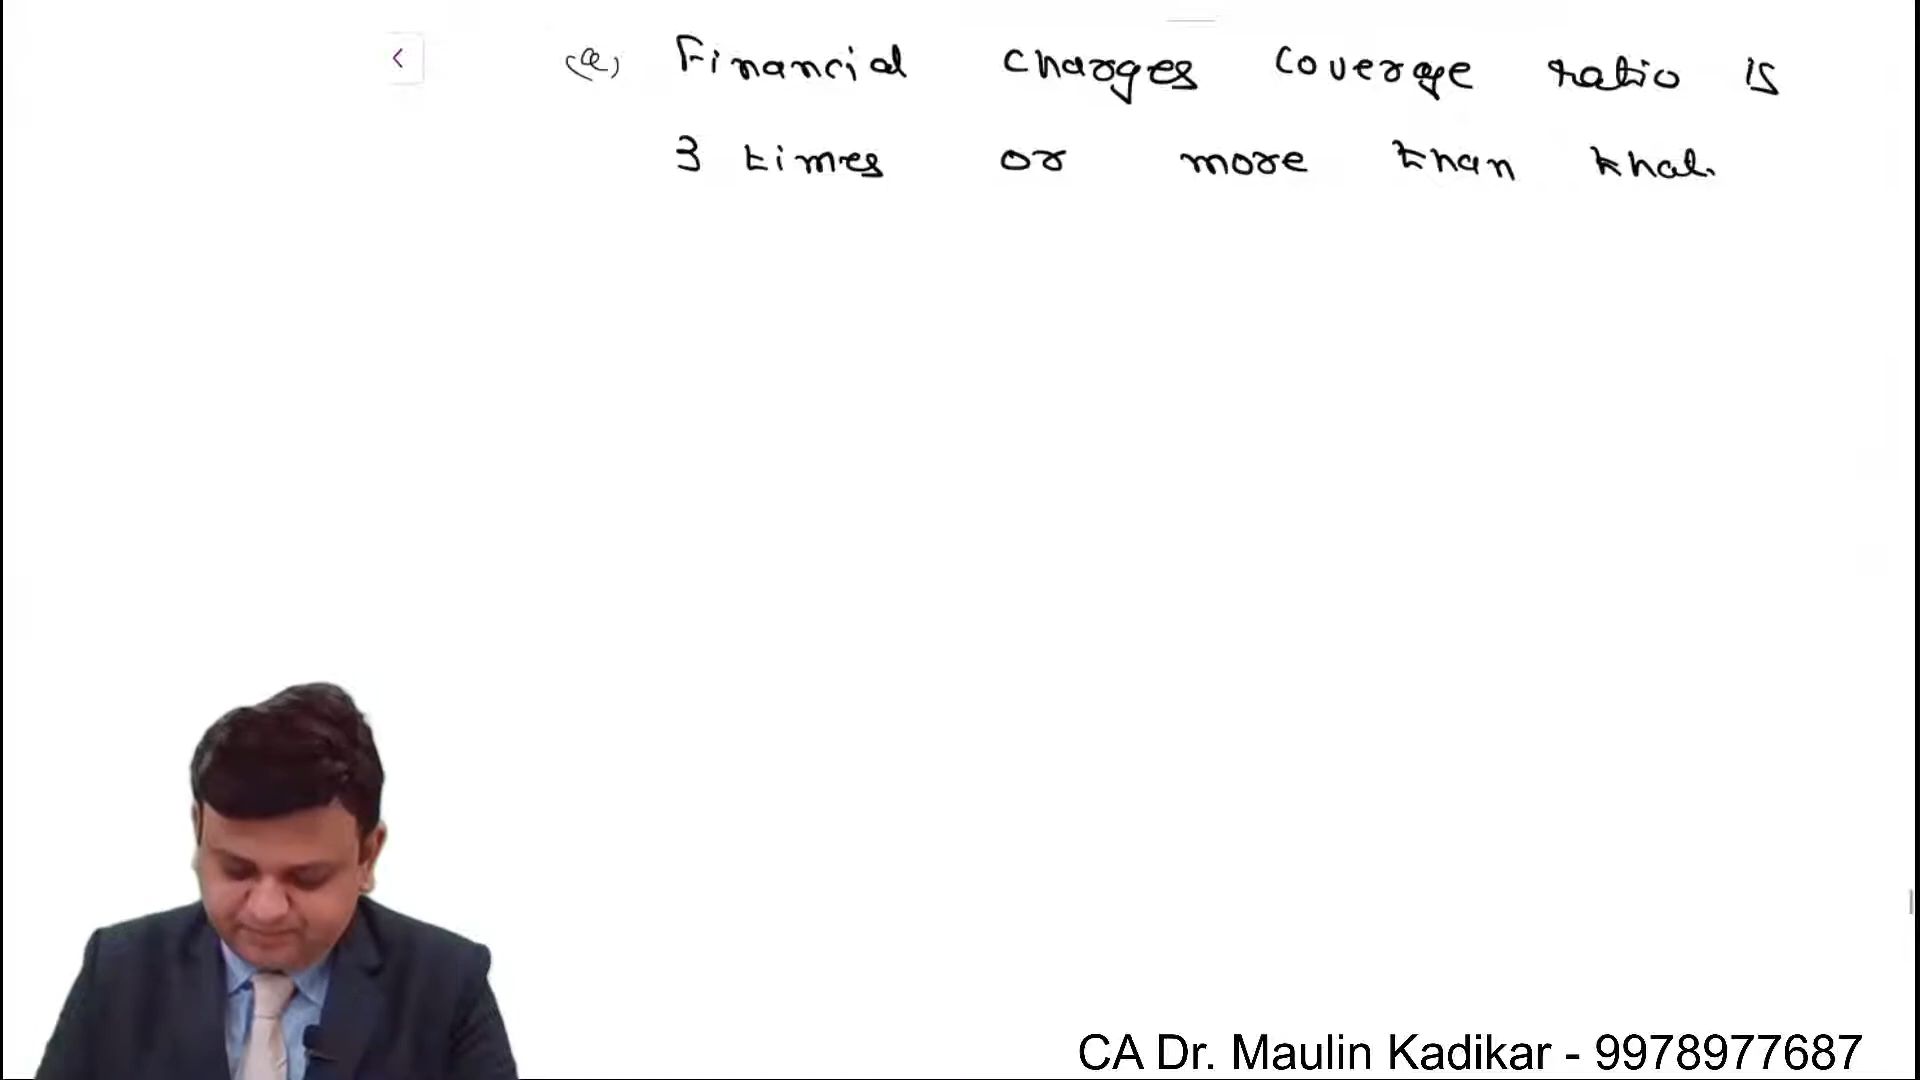 (e) Financial charges coverage ratio is
3 times or more than that.
CA Dr. Maulin Kadikar - 9978977687